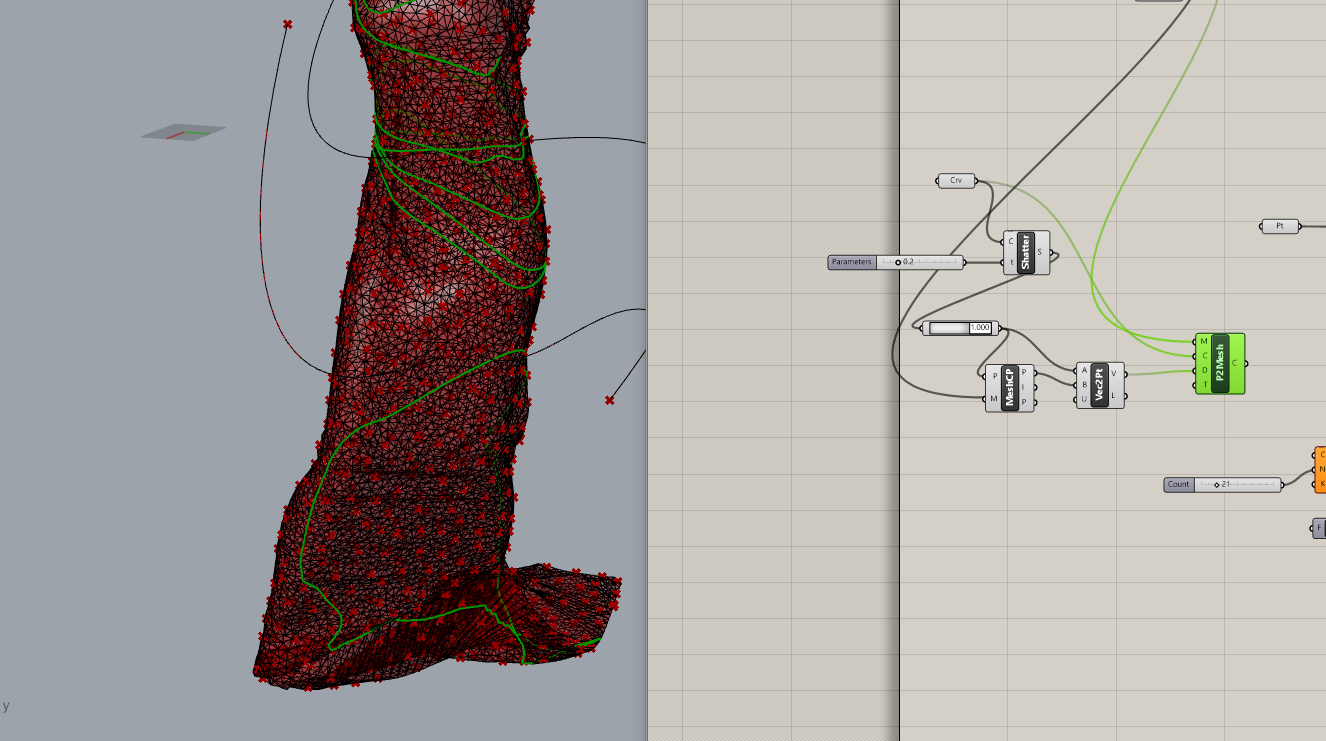 Crv
Pt
C
t
Shatter
S
Parameters
0.2
1.000
M
C
D
T
P2Mesh
C
P
M
MeshCP
P
I
P
A
B
U
Vec2Pt
V
L
C
N
K
Count
21
F
y